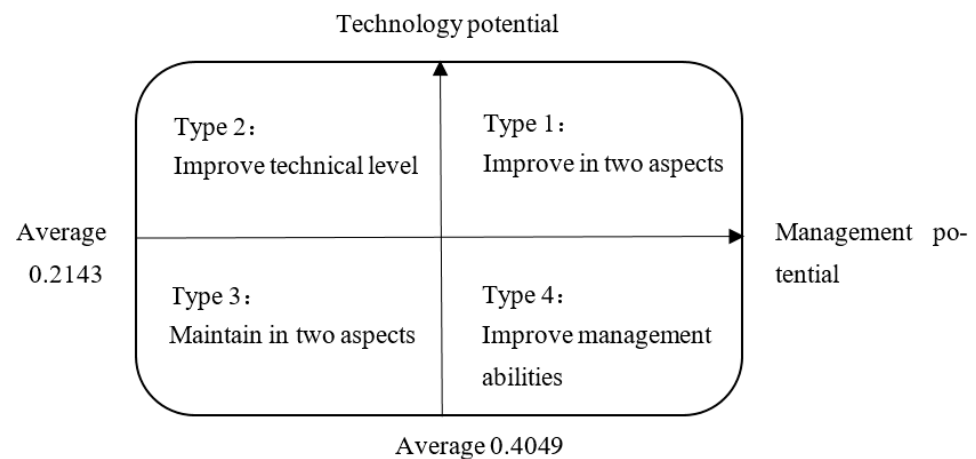 Technology potential
Type 2：
Improve technical level
Type 1：
Improve in two aspects
Average
0.2143
Management po-
tential
Type 3：
Maintain in two aspects
Type 4：
Improve management
abilities
Average 0.4049